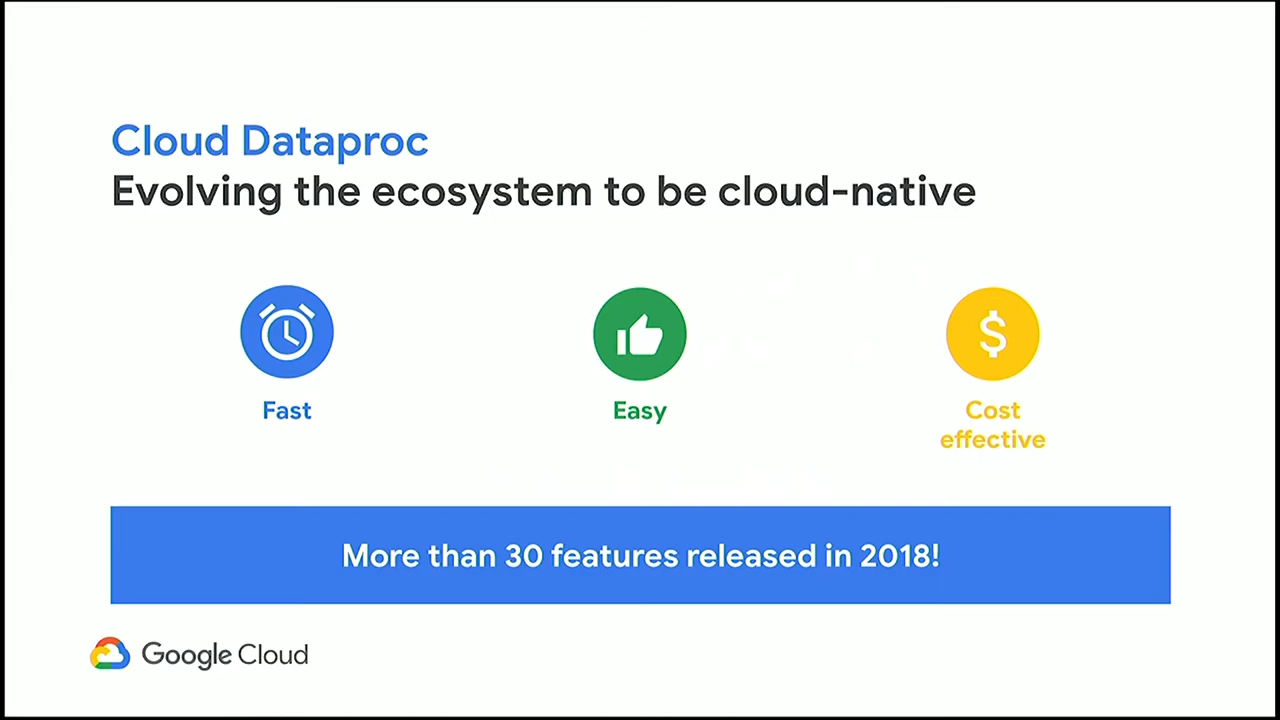 Cloud Dataproc
Evolving the ecosystem to be cloud-native
Fast
Easy
Cost
effective
More than 30 features released in 2018!
Google Cloud